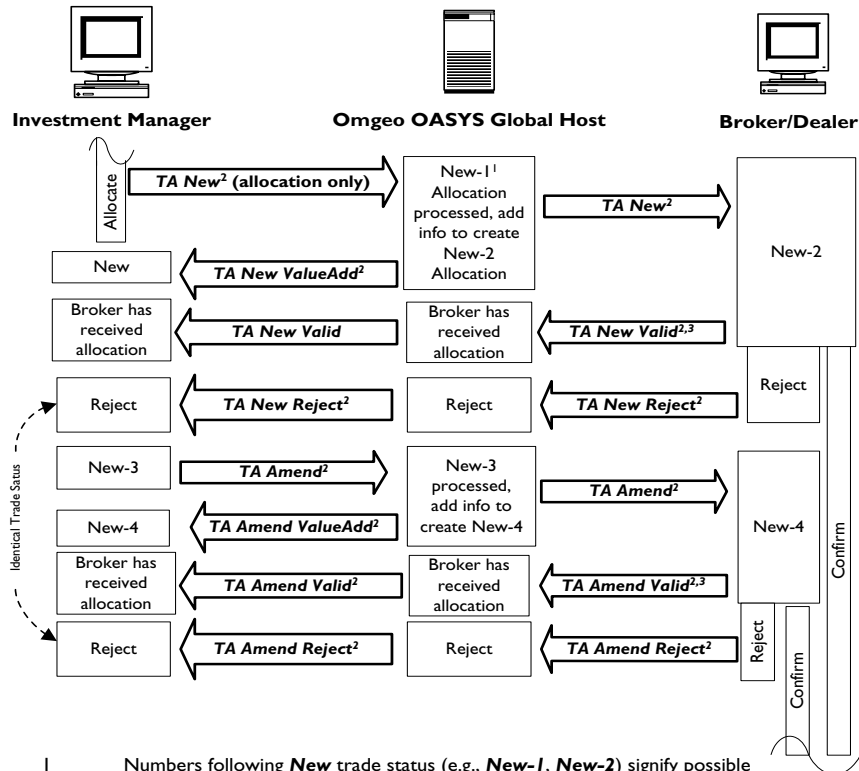 Investment Manager
Omgeo OASYS Global Host
Broker/Dealer
Allocate
TA New² (allocation only)
New-1¹
Allocation
processed, add
info to create
New-2
Allocation
TA New²
New-2
New
TA New ValueAdd²
Broker has
received
allocation
TA New Valid
Broker has
received
allocation
TA New Valid²,³
Reject
TA New Reject²
Reject
TA New Reject²
Reject
Identical Trade Satus
New-3
TA Amend²
New-3
processed,
add info to
create New-4
TA Amend²
New-4
Confirm
New-4
TA Amend ValueAdd²
Broker has
received
allocation
TA Amend Valid²
Broker has
received
allocation
TA Amend Valid²,³
Reject
TA Amend Reject²
Reject
TA Amend Reject²
Reject
Confirm
1 Numbers following New trade status (e.g., New-1, New-2) signify possible